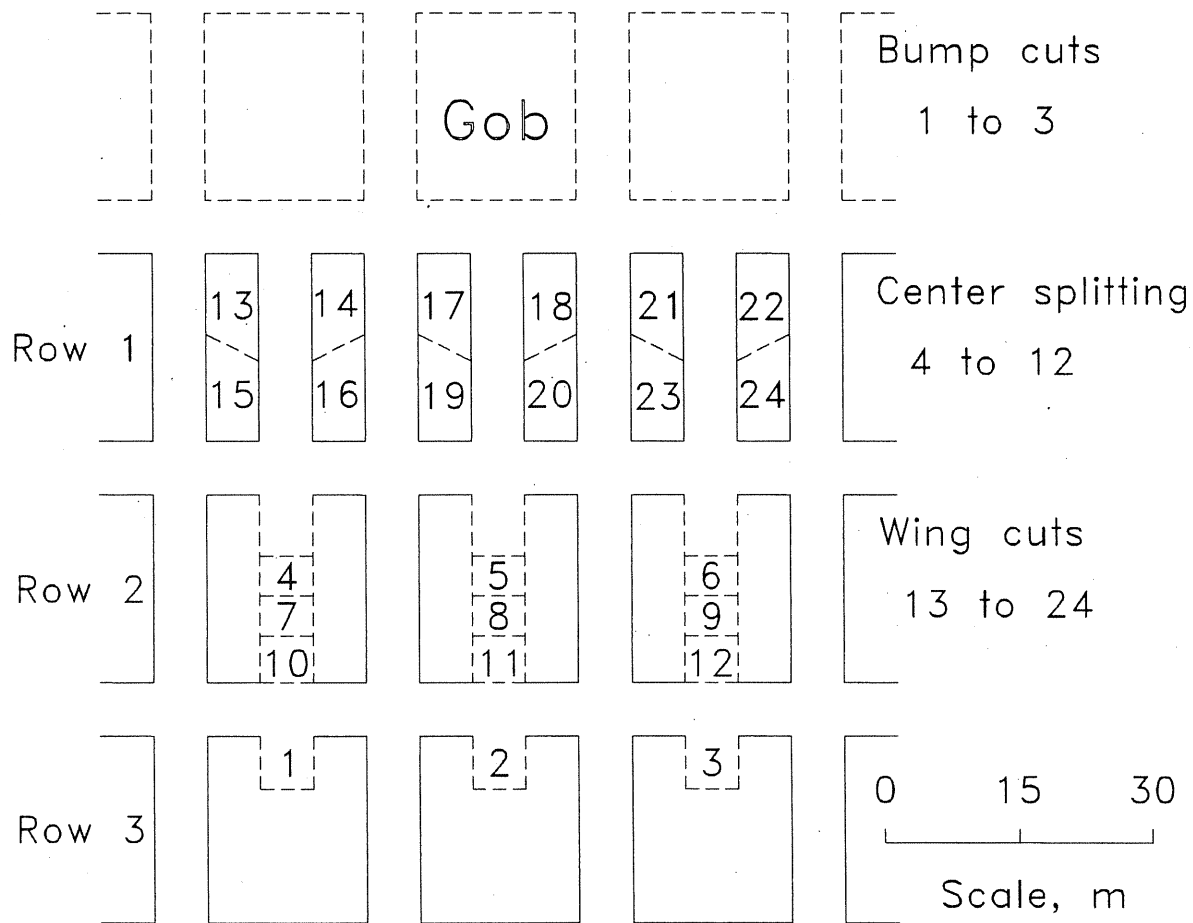 Bump cuts
1 to 3
Gob
Row 1
13 14 17 18 21 22
15 16 19 20 23 24
Center splitting
4 to 12
Row 2
4 5 6
7 8 9
10 11 12
Wing cuts
13 to 24
Row 3
1 2 3
0 15 30
Scale, m